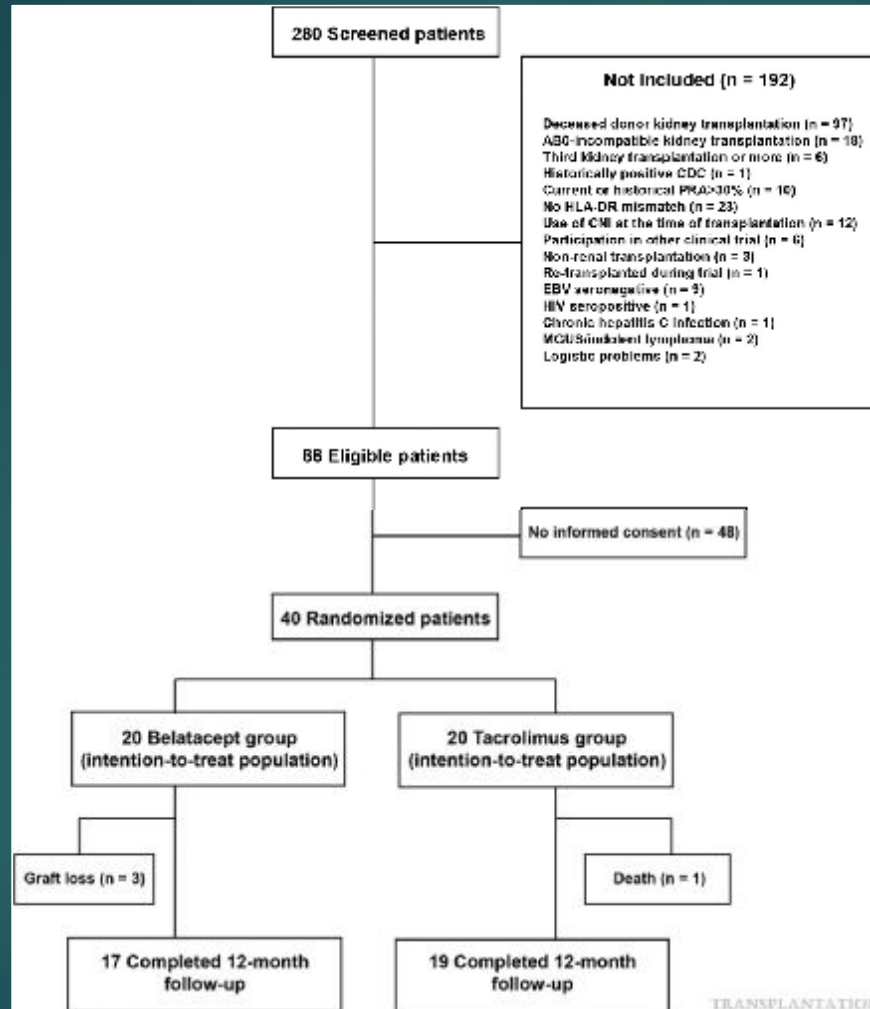 280 Screened patients
Not Included (n = 192)
Deceased donor kidney transplantation (n = 97)
AB0-incompatible kidney transplantation (n = 18)
Third kidney transplantation or more (n = 6)
Historically positive CDC (n = 1)
Current or historical PRA>30% (n = 10)
No HLA-DR mismatch (n = 23)
Use of CNI at the time of transplantation (n = 12)
Participation in other clinical trial (n = 6)
Non-renal transplantation (n = 3)
Re-transplanted during trial (n = 1)
EBV seronegative (n = 9)
HIV seropositive (n = 1)
Chronic hepatitis C infection (n = 1)
MGUS/indolent lymphoma (n = 2)
Logistic problems (n = 2)
88 Eligible patients
No informed consent (n = 48)
40 Randomized patients
20 Belatacept group
(intention-to-treat population)
20 Tacrolimus group
(intention-to-treat population)
Graft loss (n = 3)
Death (n = 1)
17 Completed 12-month
follow-up
19 Completed 12-month
follow-up
TRANSPLANTATION